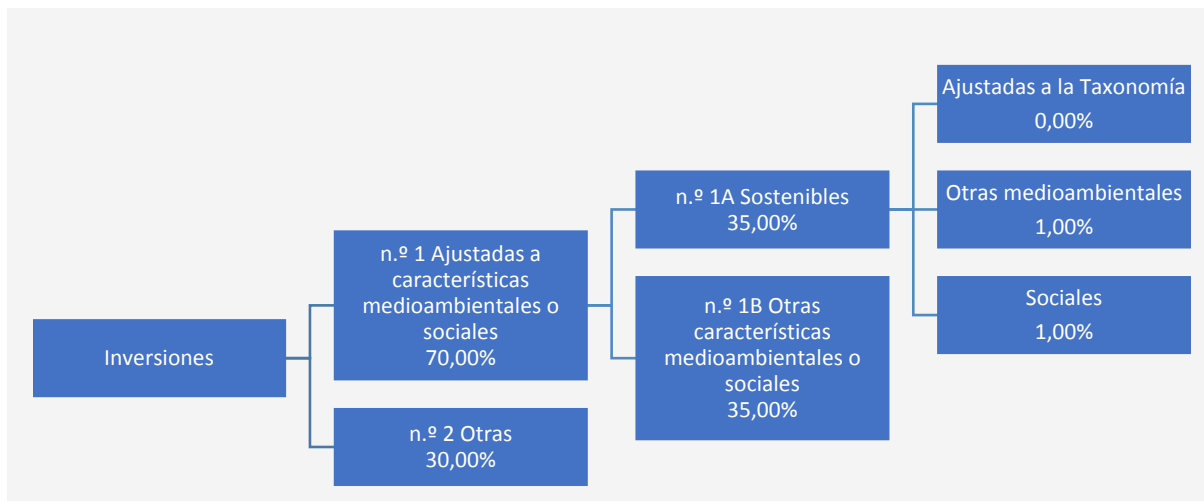 Inversiones
n.º 1 Ajustadas a
características
medioambientales o
sociales
70,00%
n.º 2 Otras
30,00%
n.º 1A Sostenibles
35,00%
n.º 1B Otras
características
medioambientales o
sociales
35,00%
Ajustadas a la Taxonomía
0,00%
Otras medioambientales
1,00%
Sociales
1,00%